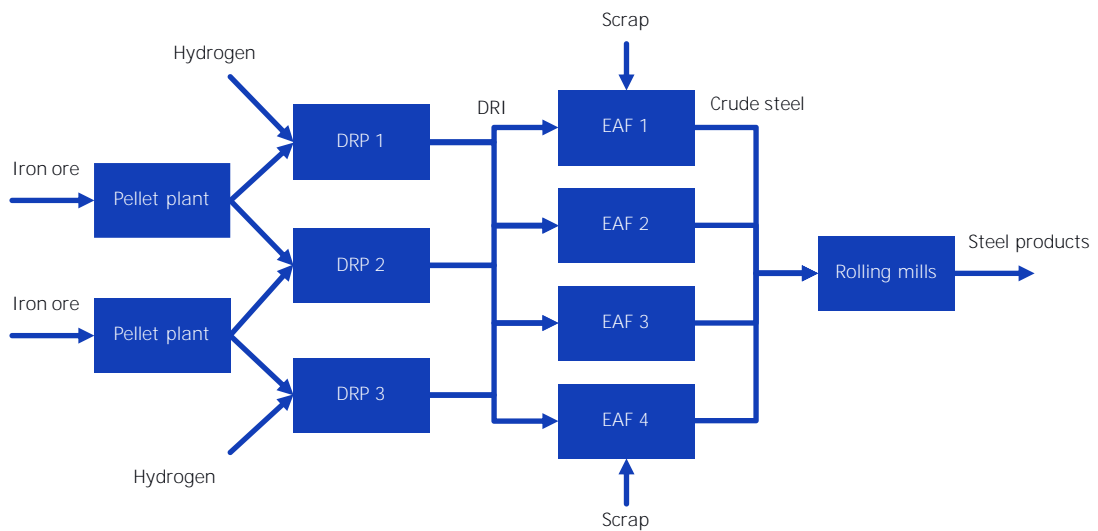 Scrap
Hydrogen
DRI
Crude steel
EAF 1
DRP 1
Iron ore
Pellet plant
EAF 2
Steel products
DRP 2
Rolling mills
Iron ore
EAF 3
Pellet plant
DRP 3
EAF 4
Hydrogen
Scrap